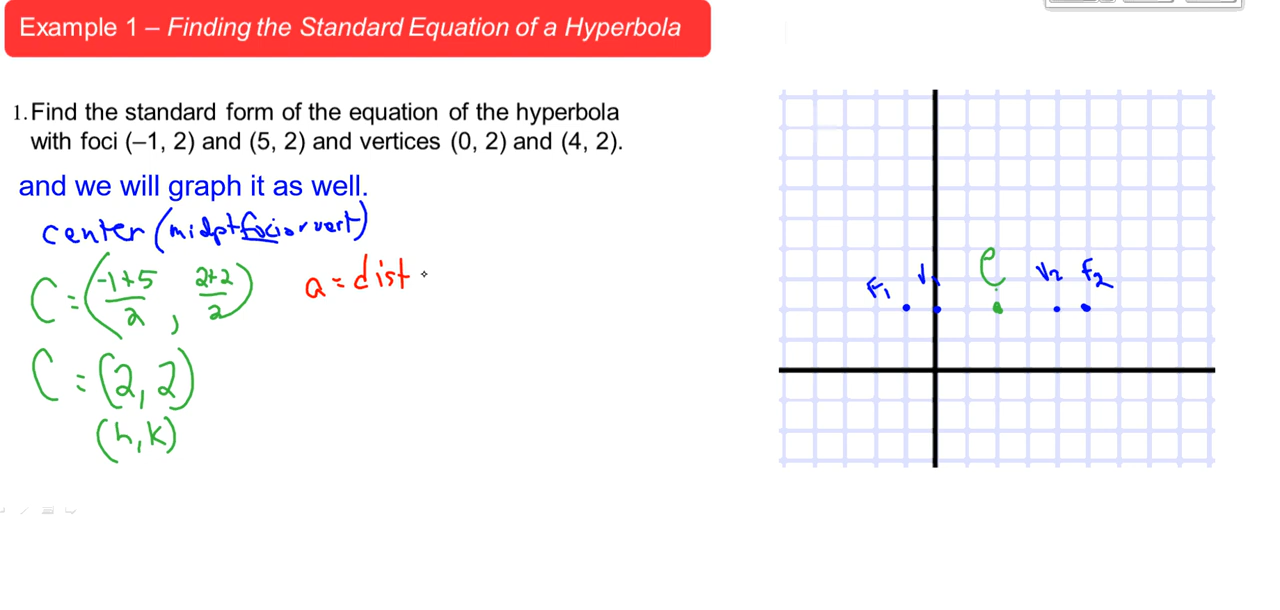 Example 1 – Finding the Standard Equation of a Hyperbola
1. Find the standard form of the equation of the hyperbola
with foci (–1, 2) and (5, 2) and vertices (0, 2) and (4, 2).
and we will graph it as well.
center (midpt foci or vert)
C = (-1+5/2, 2+2/2)
a = dist
C = (2, 2)
(h, k)
F1 V1 C V2 F2